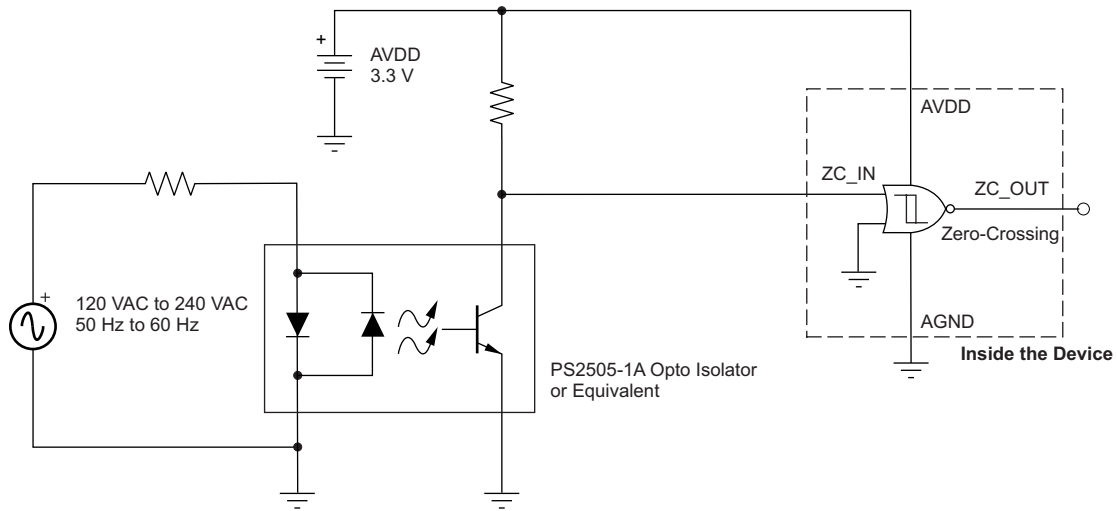 +
AVDD
3.3 V
AVDD
ZC_IN
ZC_OUT
Zero-Crossing
+
120 VAC to 240 VAC
50 Hz to 60 Hz
AGND
Inside the Device
PS2505-1A Opto Isolator
or Equivalent